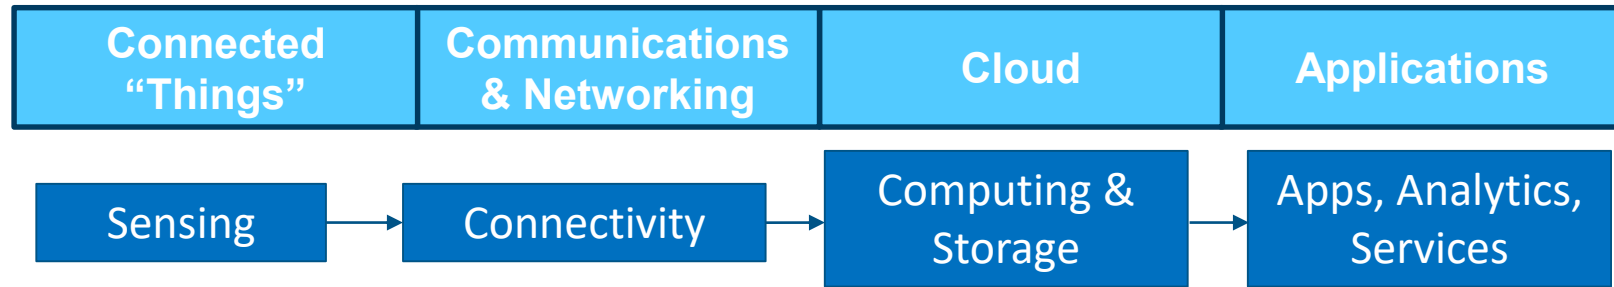 Connected
“Things”
Communications
& Networking
Cloud
Applications
Sensing
Connectivity
Computing &
Storage
Apps, Analytics,
Services